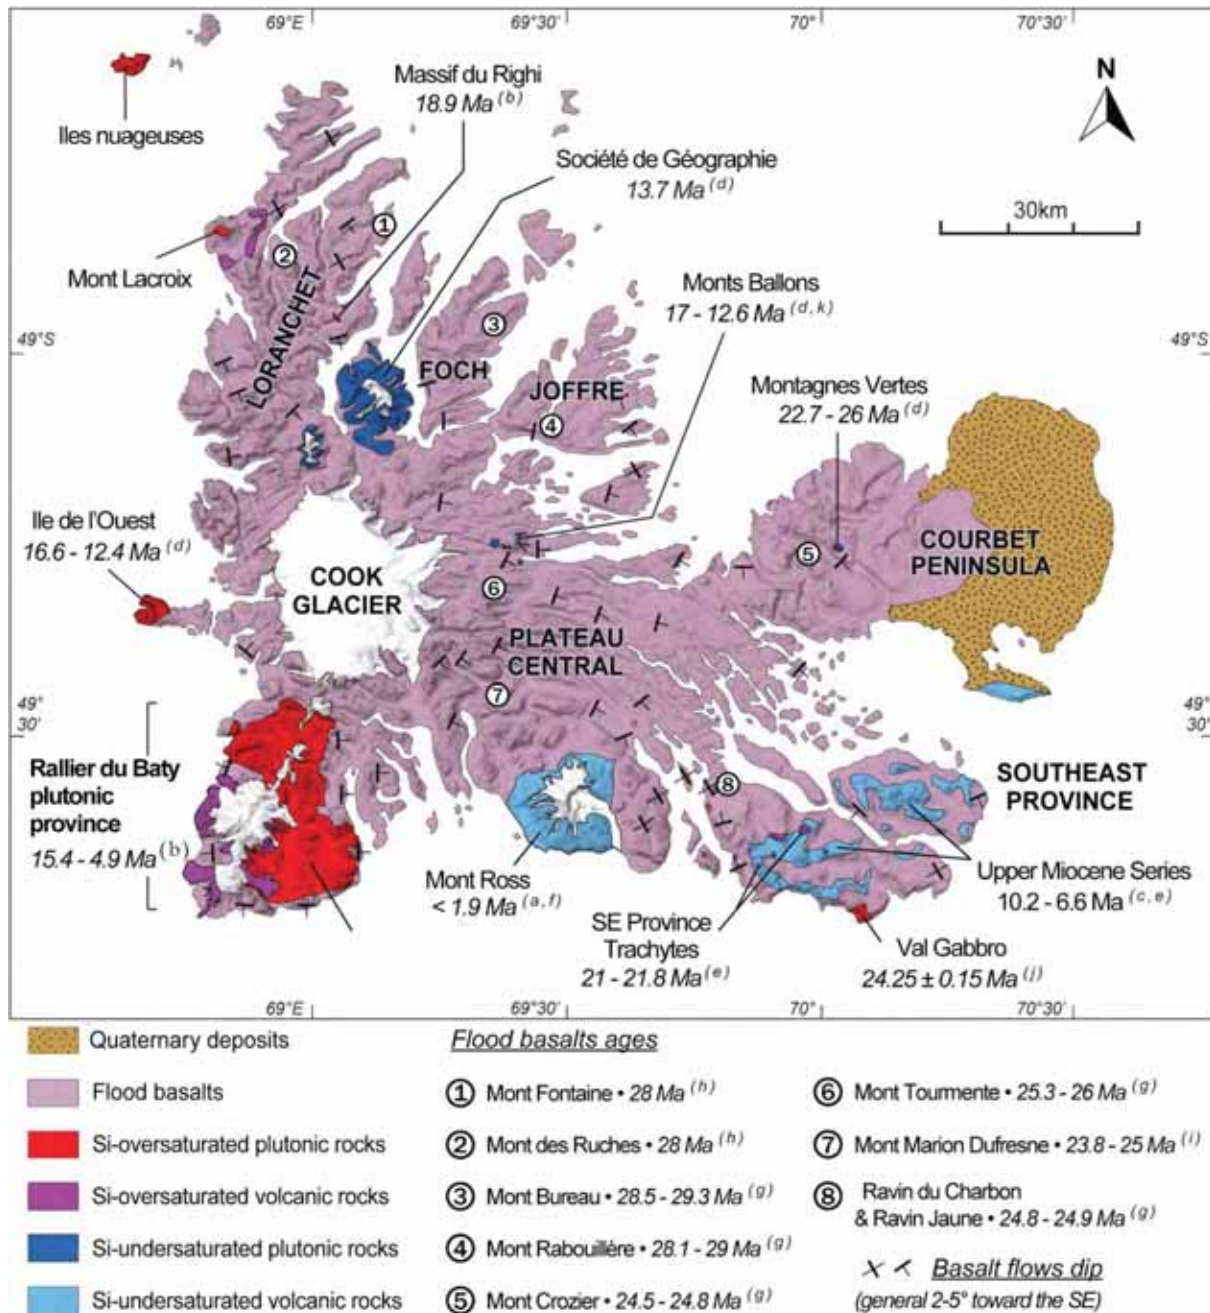 69°E
69°30'
70°
70°30'
Massif du Righi
18.9 Ma (b)
N
Iles nuageuses
Société de Géographie
13.7 Ma (d)
30km
①
②
Mont Lacroix
LORANCHET
Monts Ballons
17 - 12.6 Ma (d, k)
③
49°S
49°S
FOCH
JOFFRE
④
Montagnes Vertes
22.7 - 26 Ma (d)
Ile de l'Ouest
16.6 - 12.4 Ma (d)
COOK
GLACIER
⑤
COURBET
PENINSULA
⑥
PLATEAU
CENTRAL
⑦
49°
30'
49°
30'
Rallier du Baty
plutonic
province
15.4 - 4.9 Ma (b)
⑧
SOUTHEAST
PROVINCE
Mont Ross
< 1.9 Ma (a, f)
Upper Miocene Series
10.2 - 6.6 Ma (c, e)
SE Province
Trachytes
21 - 21.8 Ma (e)
Val Gabbro
24.25 ± 0.15 Ma (j)
69°E
69°30'
70°
70°30'
Quaternary deposits
Flood basalts
Si-oversaturated plutonic rocks
Si-oversaturated volcanic rocks
Si-undersaturated plutonic rocks
Si-undersaturated volcanic rocks
Flood basalts ages
① Mont Fontaine • 28 Ma (h)
② Mont des Ruches • 28 Ma (h)
③ Mont Bureau • 28.5 - 29.3 Ma (g)
④ Mont Rabouillère • 28.1 - 29 Ma (g)
⑤ Mont Crozier • 24.5 - 24.8 Ma (g)
⑥ Mont Tourmente • 25.3 - 26 Ma (g)
⑦ Mont Marion Dufresne • 23.8 - 25 Ma (i)
⑧ Ravin du Charbon
& Ravin Jaune • 24.8 - 24.9 Ma (g)
Basalt flows dip
(general 2-5° toward the SE)